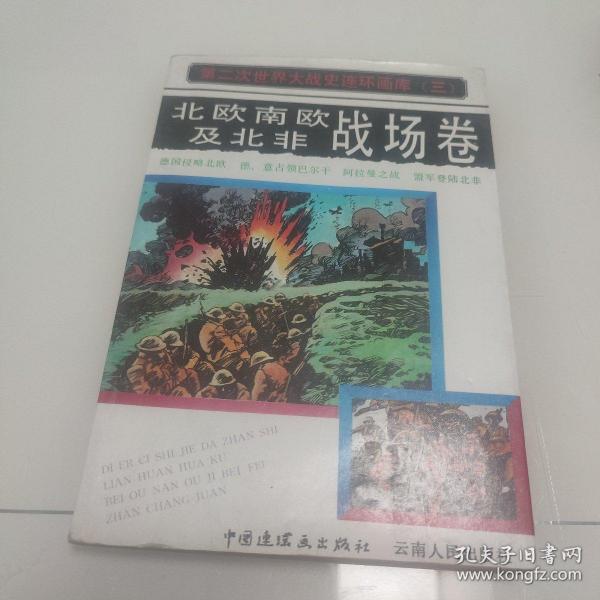 第二次世界大战史连环画库（三）
北欧南欧
及北非 战场卷
德国侵略北欧 德、意占领巴尔干 阿拉曼之战 盟军登陆北非
DI ER CI SHI JIE DA ZHAN SHI
LIAN HUAN HUA KU
BEI OU NAN OU JI BEI FEI
ZHAN CHANG JUAN
中国连环画出版社 云南人民出版社
孔夫子旧书网
www.kongfz.com